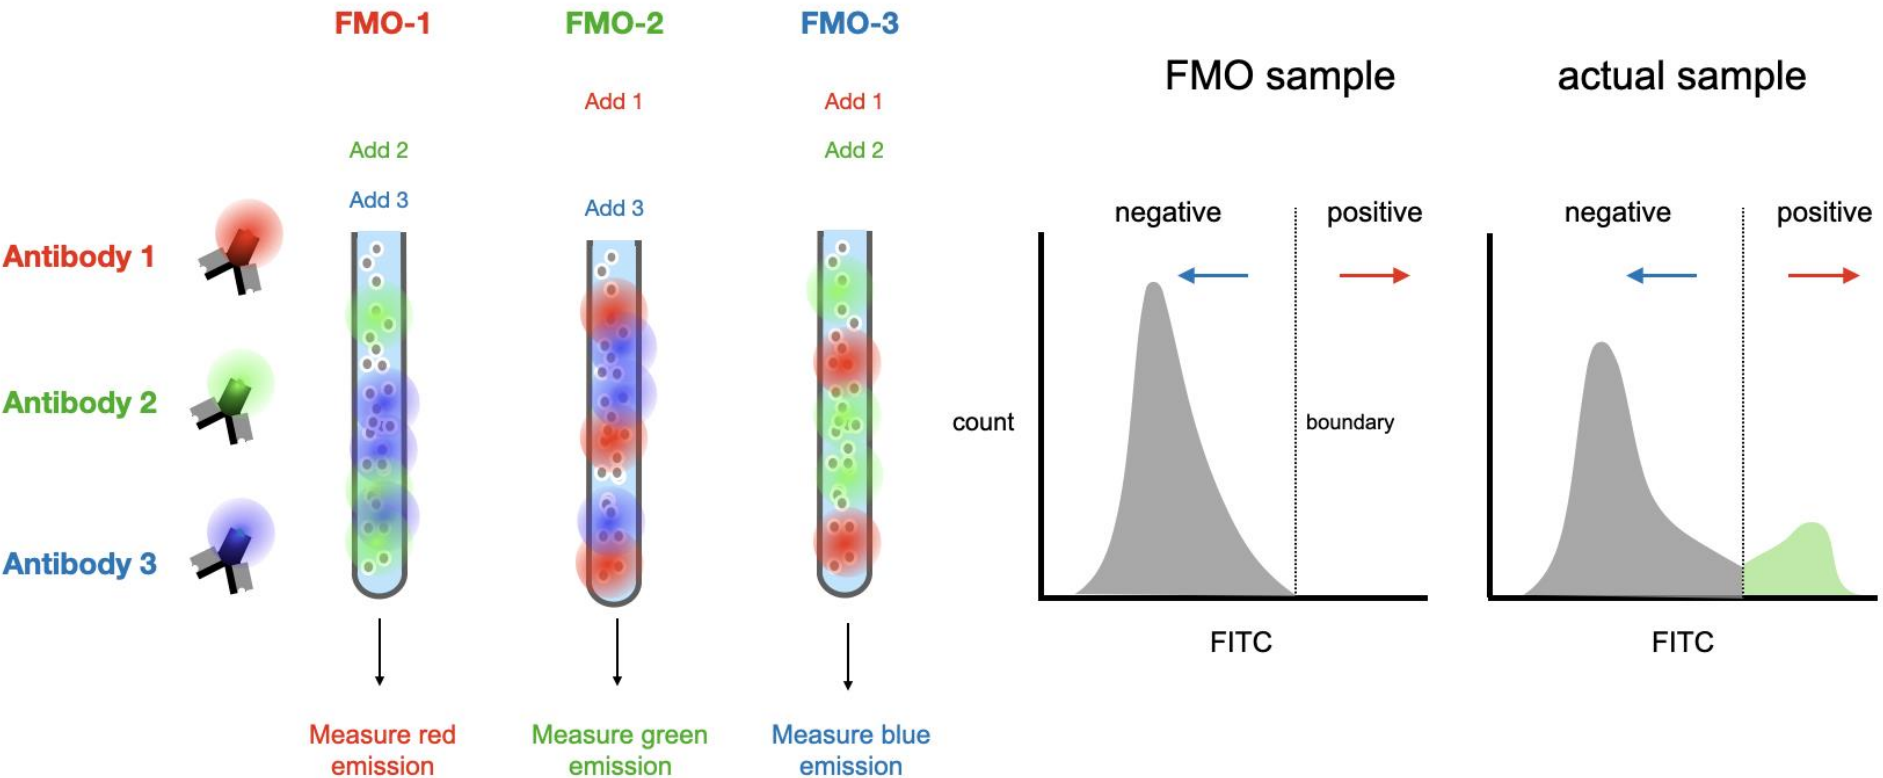 FMO-1
FMO-2
FMO-3
Add 1
Add 1
Add 2
Add 2
Add 3
Add 3
Antibody 1
Antibody 2
Antibody 3
Measure red
emission
Measure green
emission
Measure blue
emission
FMO sample
negative
positive
count
boundary
FITC
actual sample
negative
positive
FITC